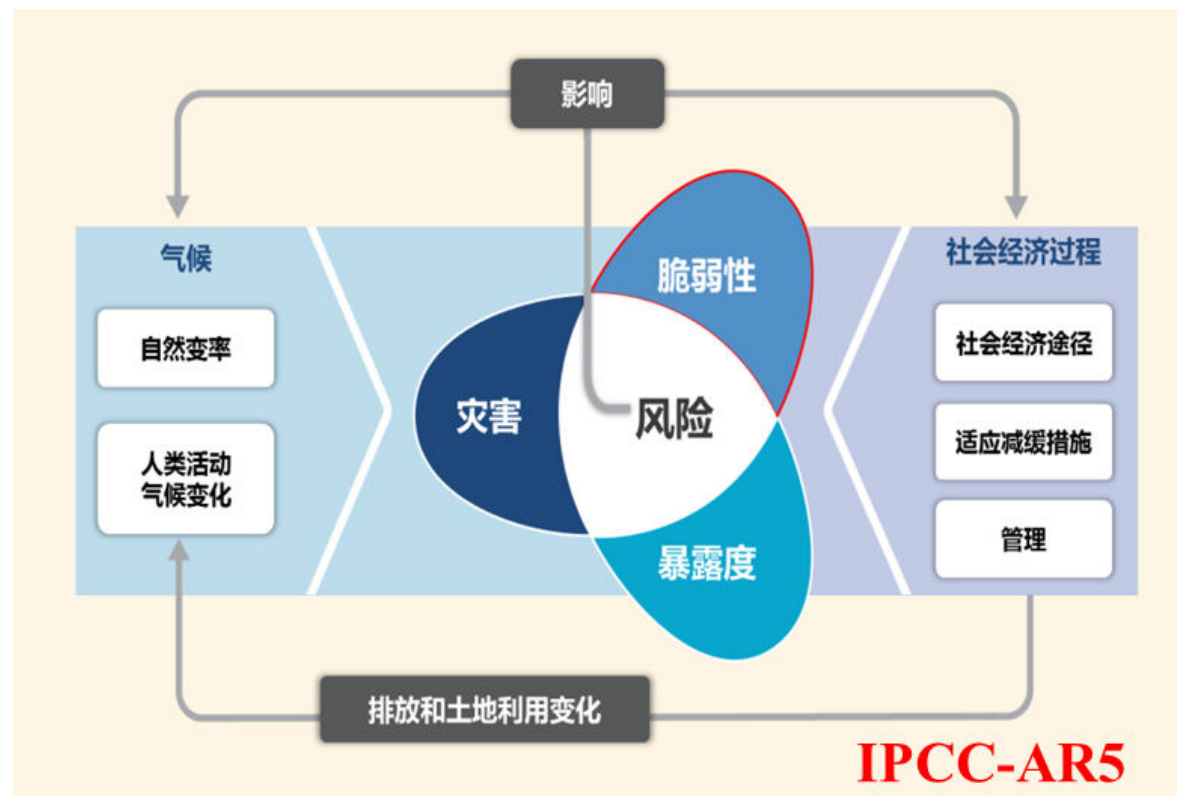 影响
气候
自然变率
人类活动
气候变化
灾害
脆弱性
风险
暴露度
社会经济过程
社会经济途径
适应减缓措施
管理
排放和土地利用变化
IPCC-AR5